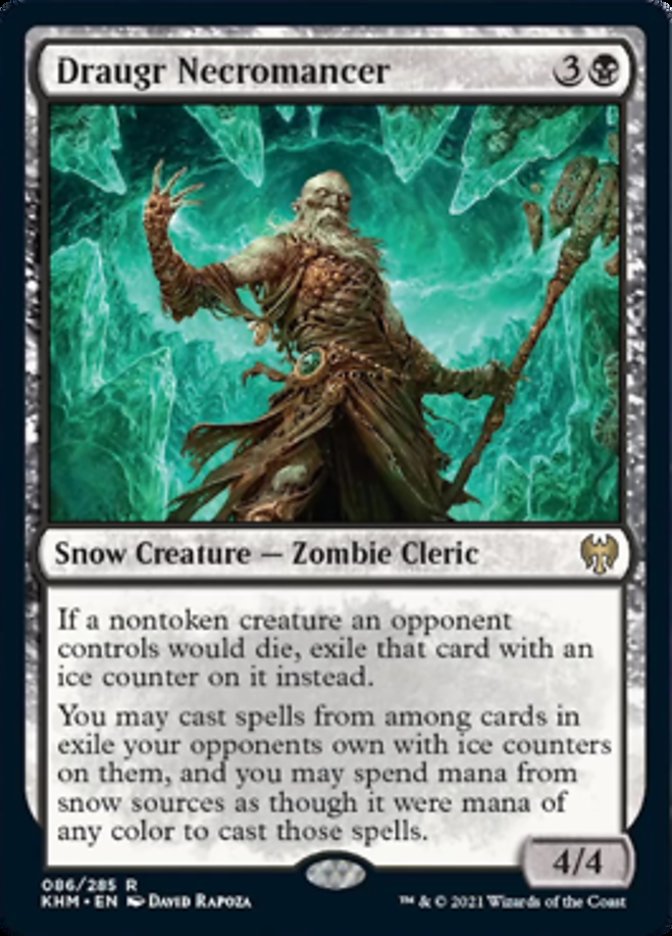 Draugr Necromancer 3
Snow Creature — Zombie Cleric
If a nontoken creature an opponent
controls would die, exile that card with an
ice counter on it instead.
You may cast spells from among cards in
exile your opponents own with ice counters
on them, and you may spend mana from
snow sources as though it were mana of
any color to cast those spells.
4/4
086/285 R
KHM • EN David Rapoza
™ & © 2021 Wizards of the Coast